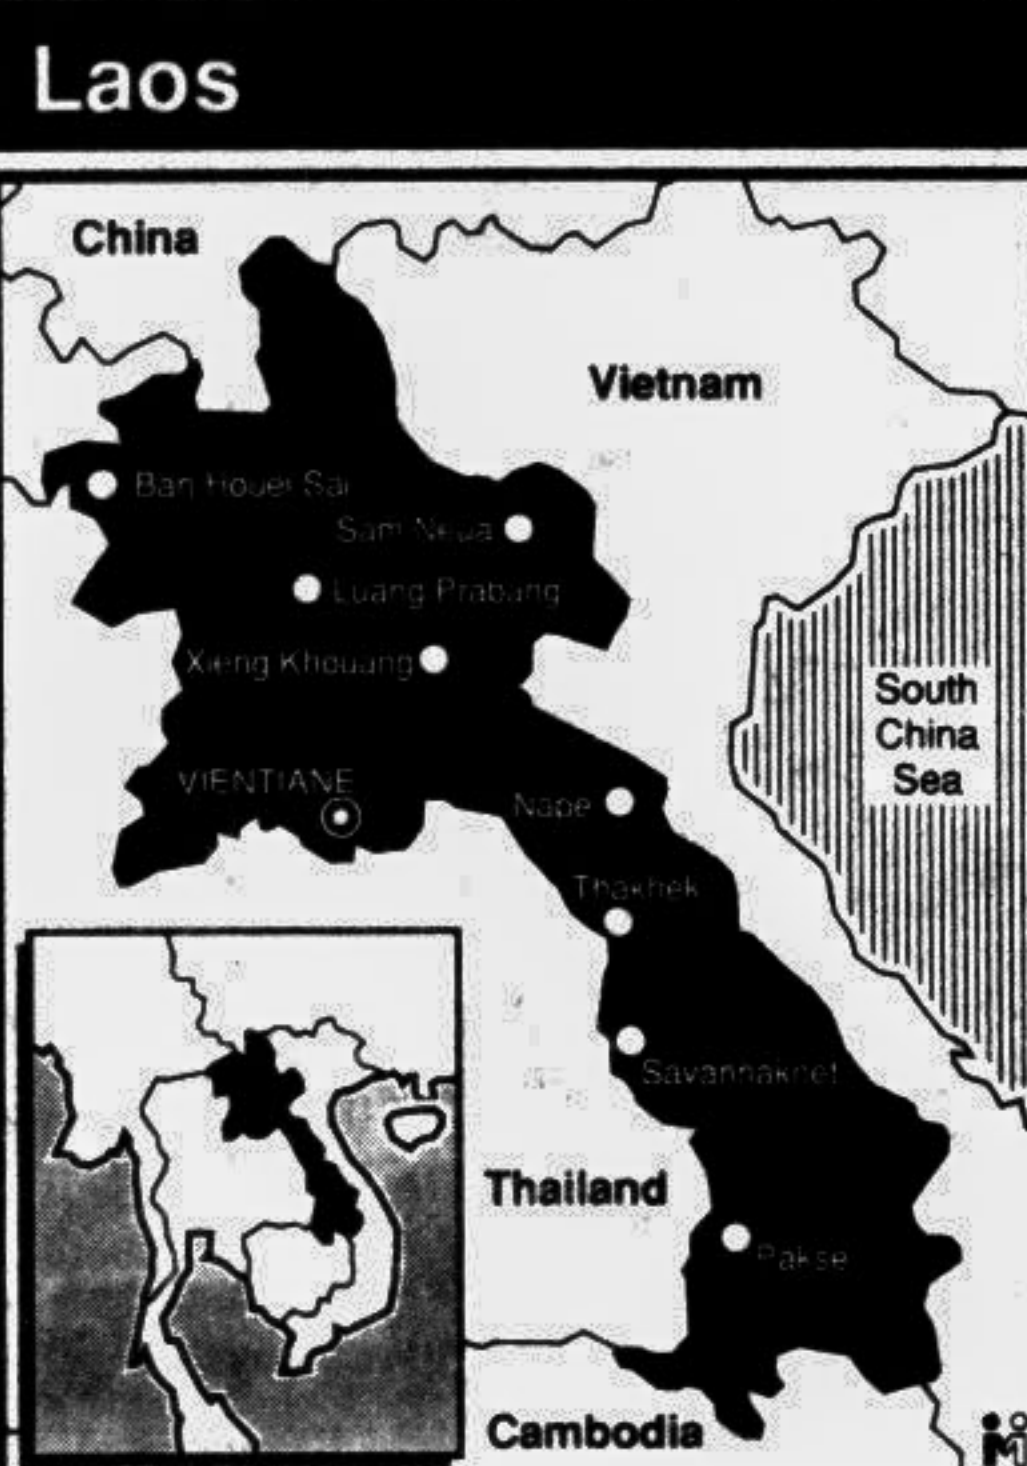 Laos
China
Vietnam
Ban Houei Sai
Sam Neua
Luang Prabang
Xieng Khouang
South
China
Sea
VIENTIANE
Nape
Thakhek
Savannakhet
Thailand
Pakse
Cambodia